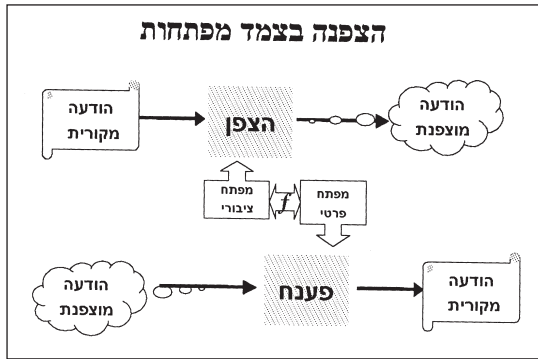 הצפנה בצמד מפתחות
הודעה
מקורית
הצפן
הודעה
מוצפנת
מפתח
ציבורי
f
מפתח
פרטי
הודעה
מוצפנת
פענח
הודעה
מקורית